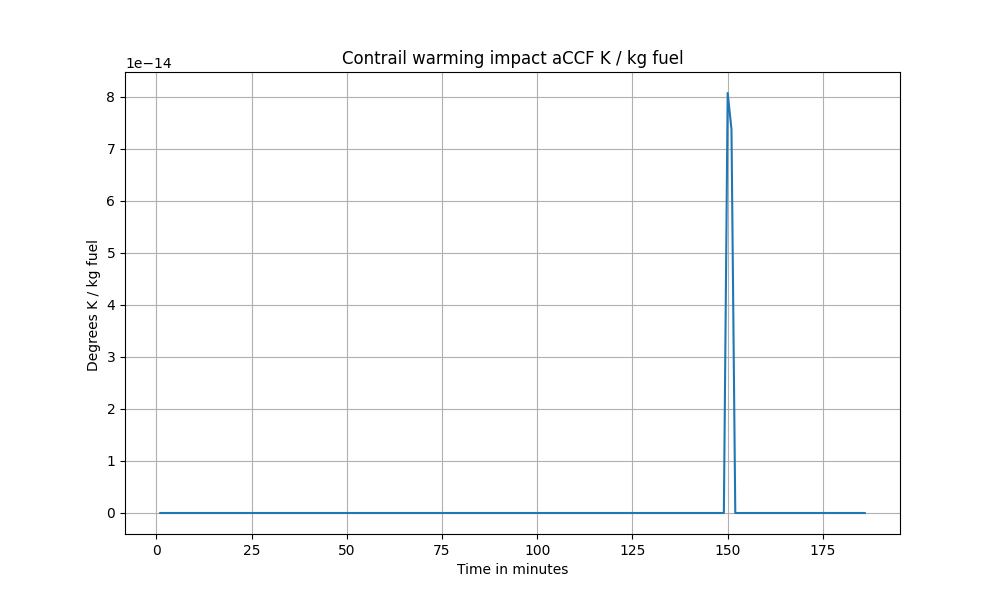 Contrail warming impact aCCF K / kg fuel
1e−14
8
7
6
5
4
3
2
1
0
Degrees K / kg fuel
0 25 50 75 100 125 150 175
Time in minutes